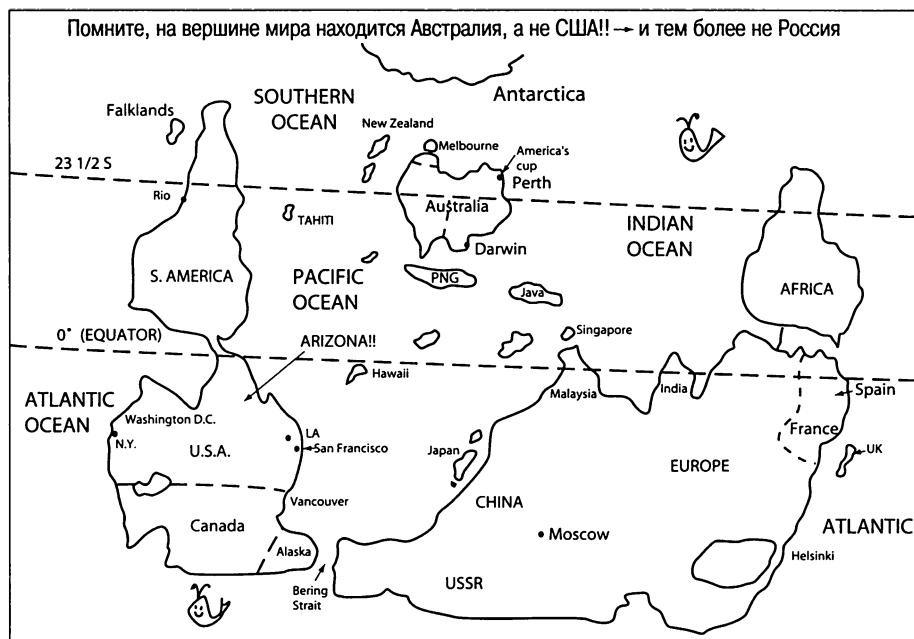 Помните, на вершине мира находится Австралия, а не США!! → и тем более не Россия
SOUTHERN
OCEAN
Antarctica
Falklands
New Zealand
Melbourne
America's
cup
Perth
23 1/2 S
Rio
TAHITI
Australia
Darwin
INDIAN
OCEAN
S. AMERICA
PACIFIC
OCEAN
PNG
Java
AFRICA
0° (EQUATOR)
ARIZONA!!
Singapore
Hawaii
Malaysia
India
Spain
ATLANTIC
OCEAN
Washington D.C.
N.Y.
U.S.A.
LA
San Francisco
Japan
France
UK
EUROPE
Vancouver
CHINA
Canada
Moscow
ATLANTIC
Alaska
Helsinki
Bering
Strait
USSR